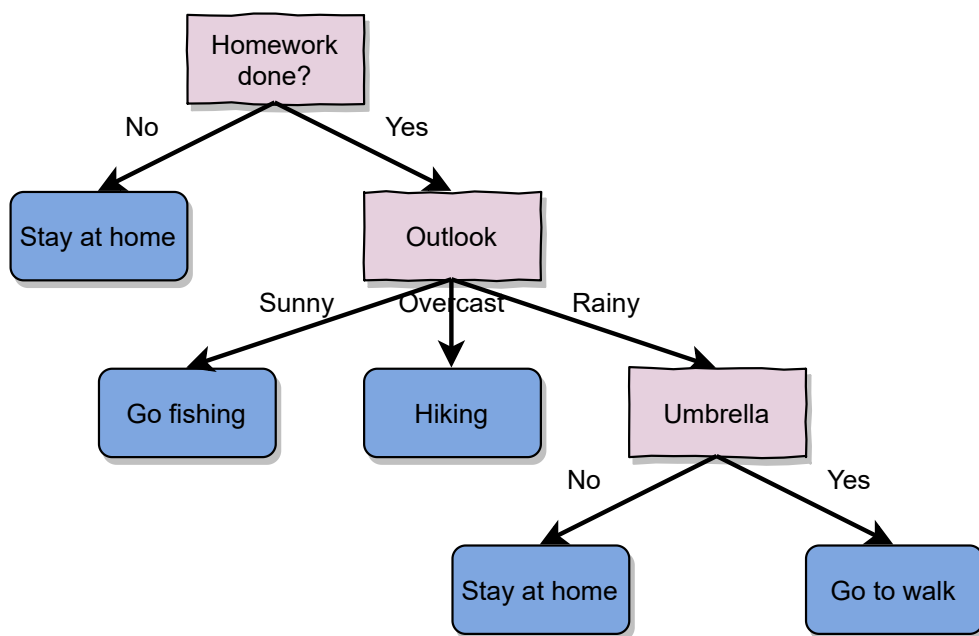 Homework
done?
No
Yes
Stay at home
Outlook
Sunny
Overcast
Rainy
Go fishing
Hiking
Umbrella
No
Yes
Stay at home
Go to walk